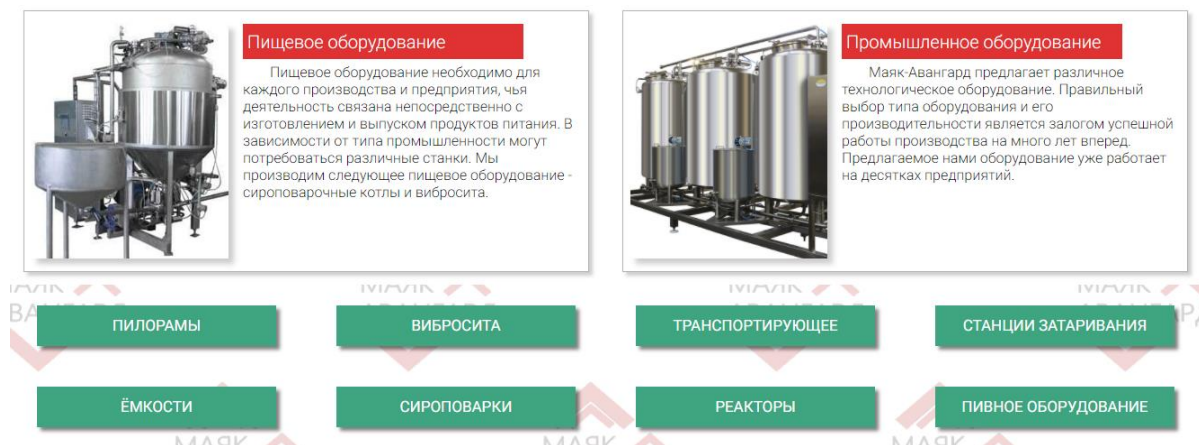 Пищевое оборудование
Пищевое оборудование необходимо для
каждого производства и предприятия, чья
деятельность связана непосредственно с
изготовлением и выпуском продуктов питания. В
зависимости от типа промышленности могут
потребоваться различные станки. Мы
производим следующее пищевое оборудование -
сироповарочные котлы и вибросита.
Промышленное оборудование
Маяк-Авангард предлагает различное
технологическое оборудование. Правильный
выбор типа оборудования и его
производительности является залогом успешной
работы производства на много лет вперед.
Предлагаемое нами оборудование уже работает
на десятках предприятий.
ПИЛОРАМЫ
ВИБРОСИТА
ТРАНСПОРТИРУЮЩЕЕ
СТАНЦИИ ЗАТАРИВАНИЯ
ЁМКОСТИ
СИРОПОВАРКИ
РЕАКТОРЫ
ПИВНОЕ ОБОРУДОВАНИЕ